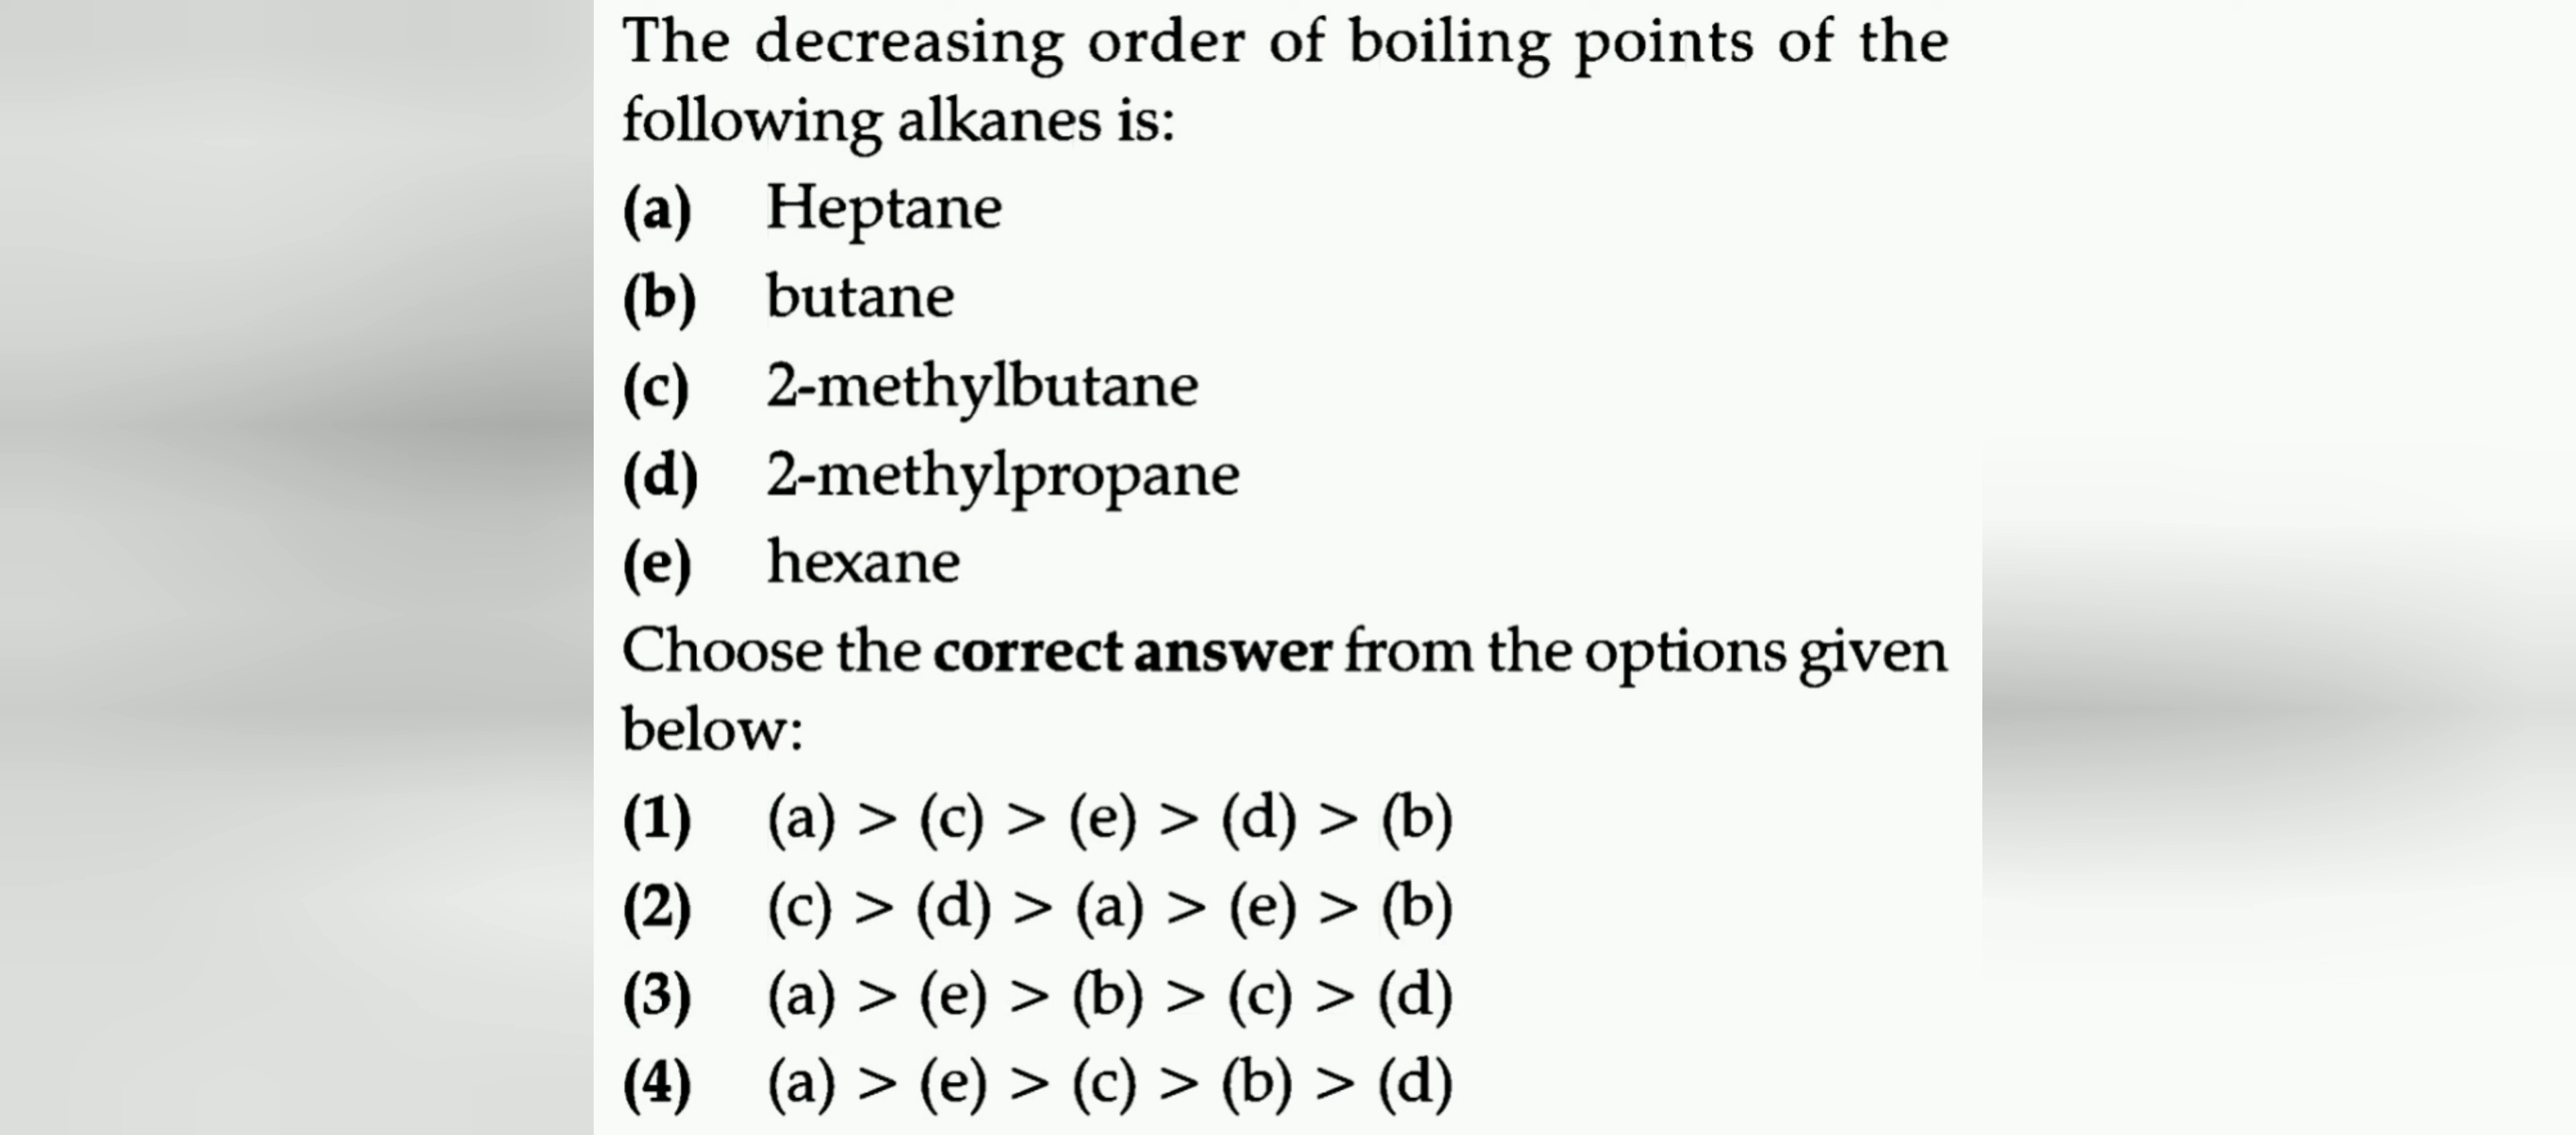 The decreasing order of boiling points of the
following alkanes is:
(a) Heptane
(b) butane
(c) 2-methylbutane
(d) 2-methylpropane
(e) hexane
Choose the correct answer from the options given
below:
(1) (a) > (c) > (e) > (d) > (b)
(2) (c) > (d) > (a) > (e) > (b)
(3) (a) > (e) > (b) > (c) > (d)
(4) (a) > (e) > (c) > (b) > (d)